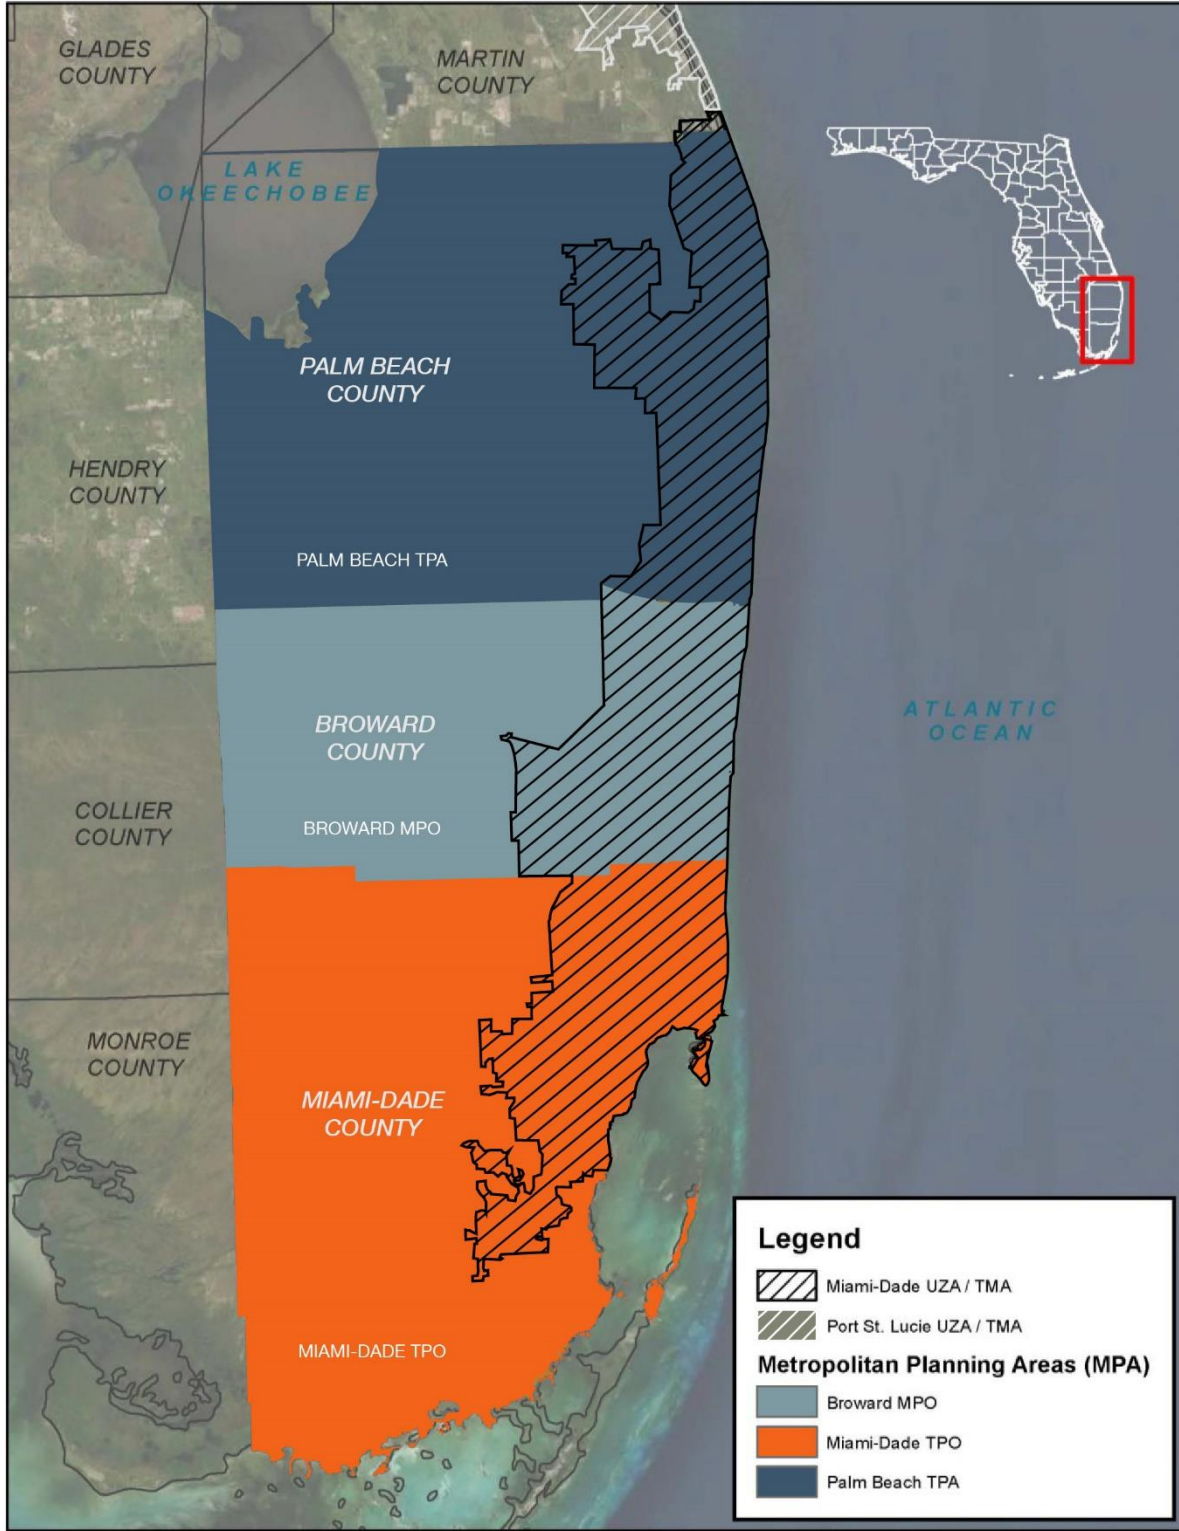 GLADES
COUNTY
MARTIN
COUNTY
LAKE
OKEECHOBEE
PALM BEACH
COUNTY
HENDRY
COUNTY
PALM BEACH TPA
BROWARD
COUNTY
ATLANTIC
OCEAN
COLLIER
COUNTY
BROWARD MPO
MONROE
COUNTY
MIAMI-DADE
COUNTY
MIAMI-DADE TPO
Legend
Miami-Dade UZA / TMA
Port St. Lucie UZA / TMA
Metropolitan Planning Areas (MPA)
Broward MPO
Miami-Dade TPO
Palm Beach TPA